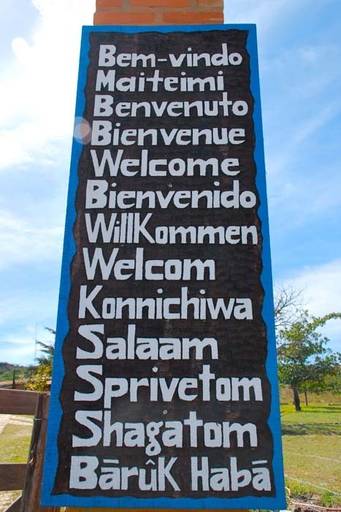 Bem-vindo
Maiteimi
Benvenuto
Bienvenue
Welcome
Bienvenido
WillKommen
Welcom
Konnichiwa
Salaam
Sprivetom
Shagatom
Bārûk Habā